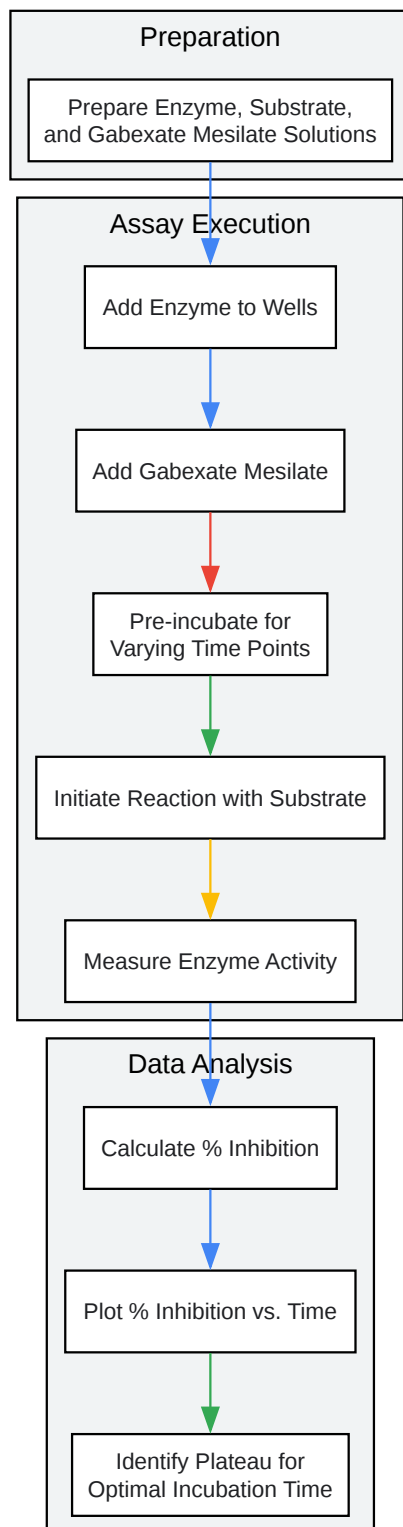 Preparation
Prepare Enzyme, Substrate,
and Gabexate Mesilate Solutions
Assay Execution
Add Enzyme to Wells
Add Gabexate Mesilate
Pre-incubate for
Varying Time Points
Initiate Reaction with Substrate
Measure Enzyme Activity
Data Analysis
Calculate % Inhibition
Plot % Inhibition vs. Time
Identify Plateau for
Optimal Incubation Time